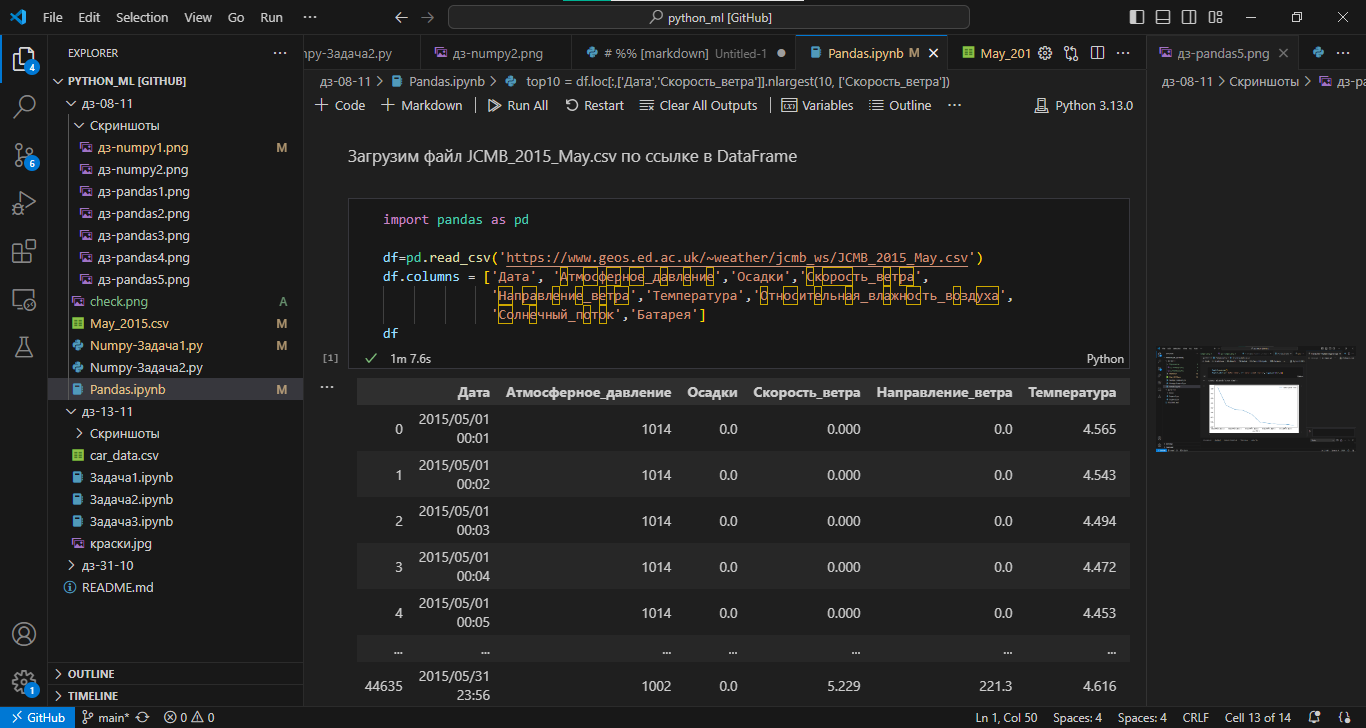 File Edit Selection View Go Run ··· python_ml [GitHub]
EXPLORER ···
PYTHON_ML [GITHUB]
дз-08-11
Скриншоты
дз-numpy1.png M
дз-numpy2.png
дз-pandas1.png
дз-pandas2.png
дз-pandas3.png
дз-pandas4.png
дз-pandas5.png
check.png A
May_2015.csv M
Numpy-Задача1.py M
Numpy-Задача2.py
Pandas.ipynb M
дз-13-11
Скриншоты
car_data.csv
Задача1.ipynb
Задача2.ipynb
Задача3.ipynb
краски.jpg
дз-31-10
README.md
OUTLINE
TIMELINE
mpy-Задача2.py дз-numpy2.png # %% [markdown] Untitled-1 Pandas.ipynb M May_201 ···
дз-08-11 > Pandas.ipynb > top10 = df.loc[:,['Дата','Скорость_ветра']].nlargest(10, ['Скорость_ветра'])
Code Markdown Run All Restart Clear All Outputs Variables Outline ··· Python 3.13.0
Загрузим файл JCMB_2015_May.csv по ссылке в DataFrame
import pandas as pd
df=pd.read_csv('https://www.geos.ed.ac.uk/~weather/jcmb_ws/JCMB_2015_May.csv')
df.columns = ['Дата', 'Атмосферное_давление','Осадки','Скорость_ветра',
'Направление_ветра','Температура','Относительная_влажность_воздуха',
'Солнечный_поток','Батарея']
df
[1] 1m 7.6s Python
···
Дата Атмосферное_давление Осадки Скорость_ветра Направление_ветра Температура
0 2015/05/01 00:01 1014 0.0 0.000 0.0 4.565
1 2015/05/01 00:02 1014 0.0 0.000 0.0 4.543
2 2015/05/01 00:03 1014 0.0 0.000 0.0 4.494
3 2015/05/01 00:04 1014 0.0 0.000 0.0 4.472
4 2015/05/01 00:05 1014 0.0 0.000 0.0 4.453
... ... ... ... ... ... ...
44635 2015/05/31 23:56 1002 0.0 5.229 221.3 4.616
дз-pandas5.png ···
дз-08-11 > Скриншоты > дз-pa
4
6
1
GitHub main* 0 0 Ln 1, Col 50 Spaces: 4 Spaces: 4 CRLF Cell 13 of 14